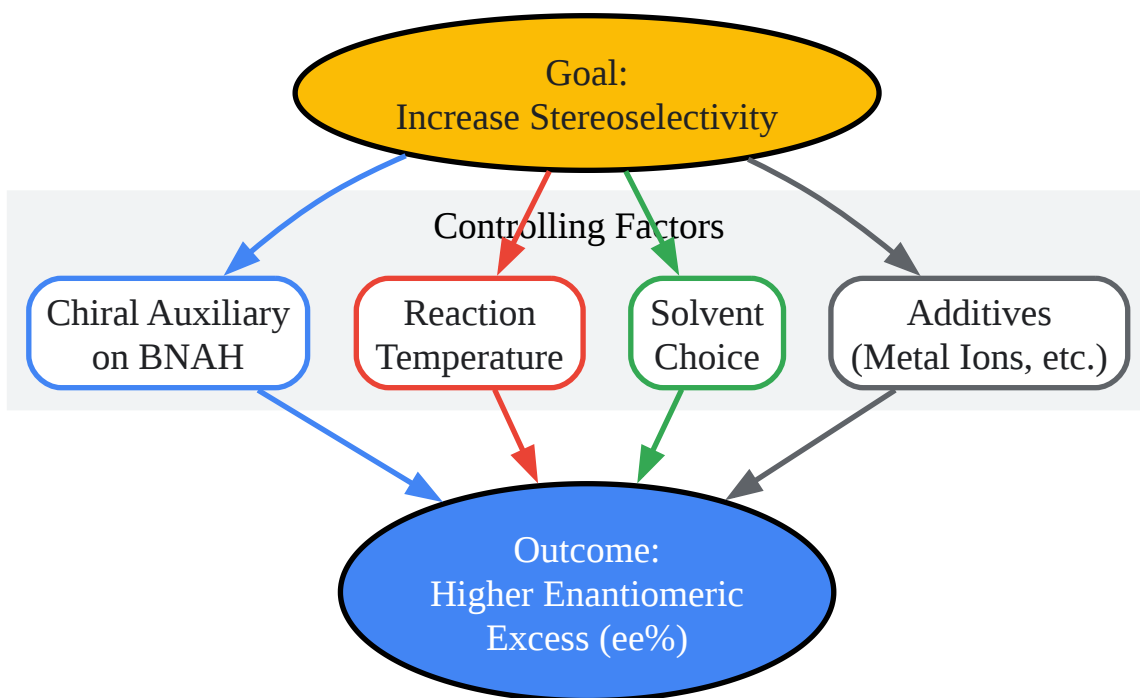 Goal:
Increase Stereoselectivity
Controlling Factors
Chiral Auxiliary
on BNAH
Reaction
Temperature
Solvent
Choice
Additives
(Metal Ions, etc.)
Outcome:
Higher Enantiomeric
Excess (ee%)